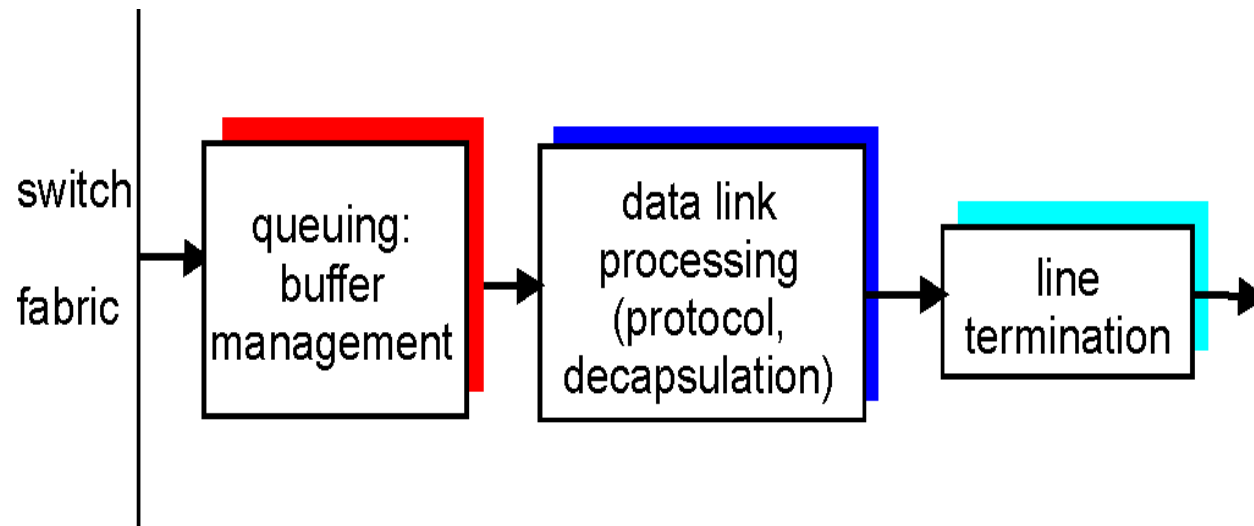 switch
fabric
queuing:
buffer
management
data link
processing
(protocol,
decapsulation)
line
termination